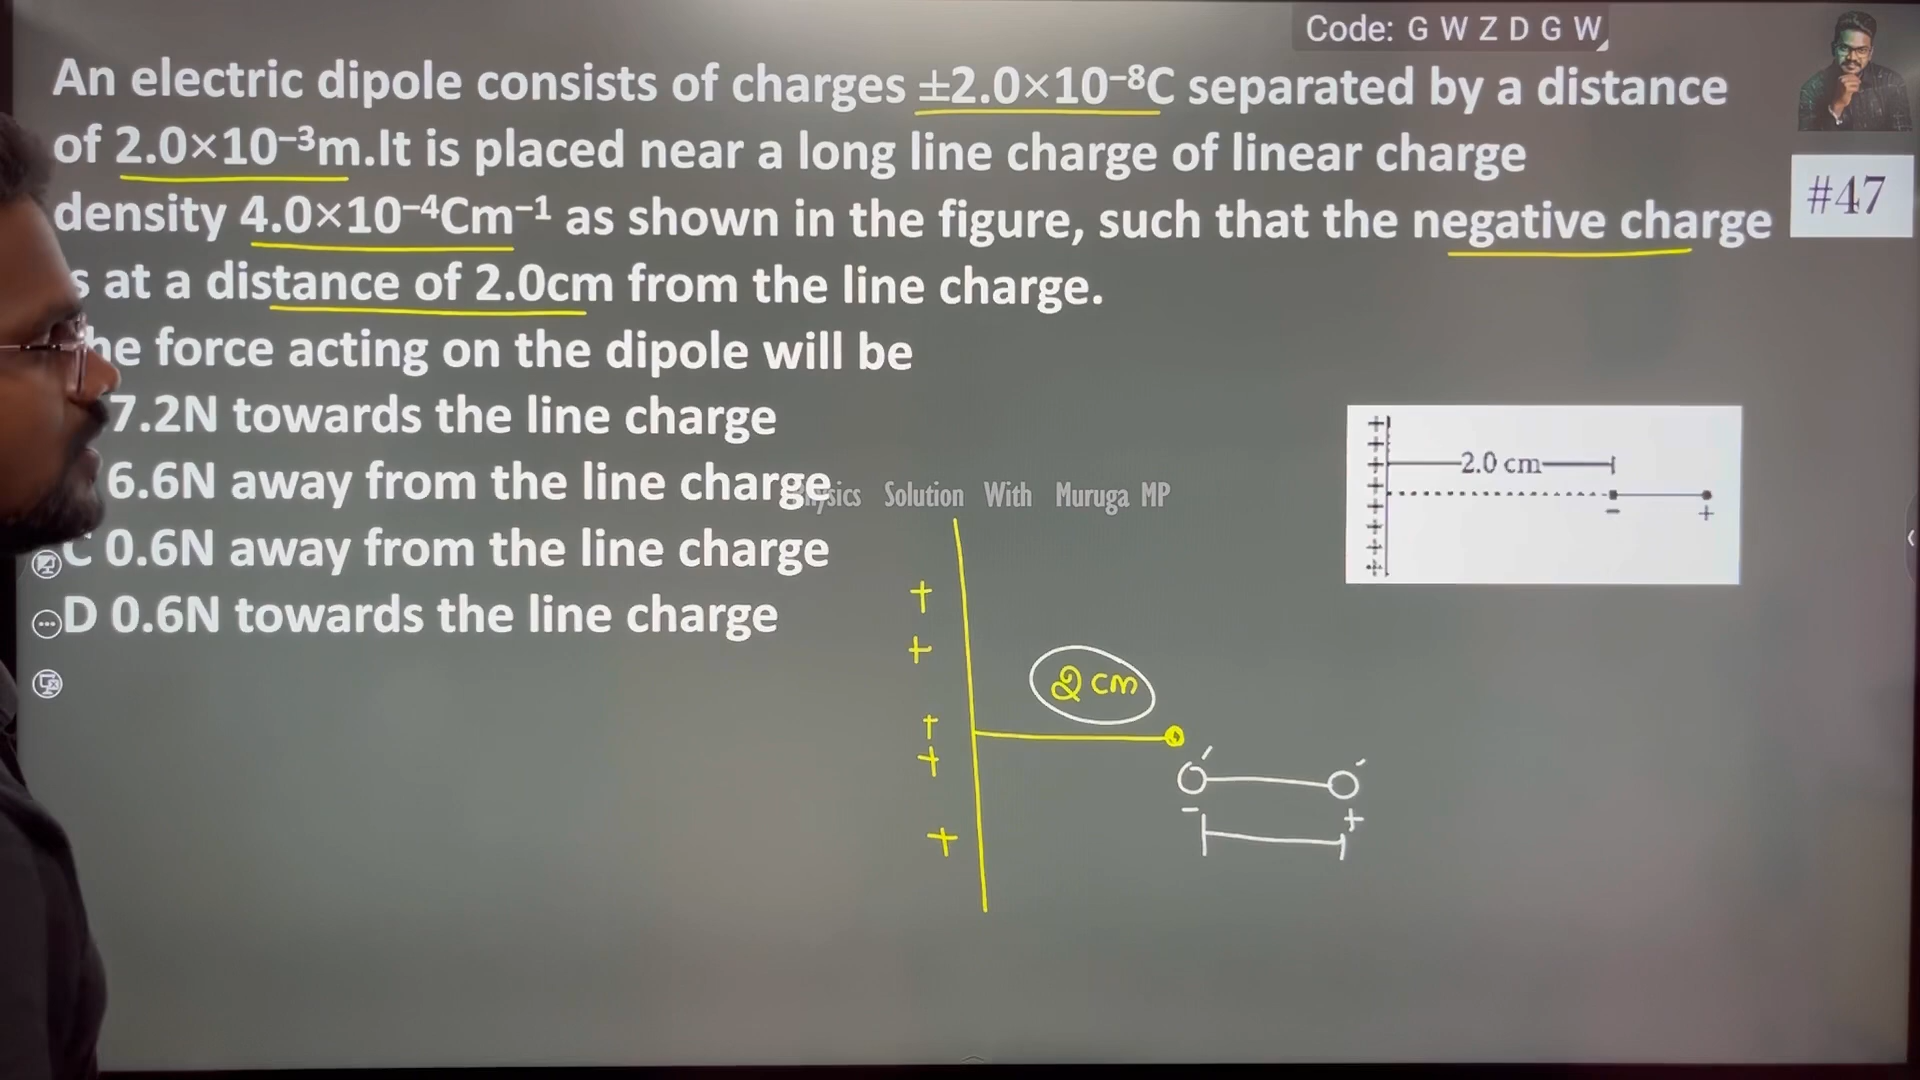 Code: G W Z D G W
An electric dipole consists of charges ±2.0×10⁻⁸C separated by a distance
of 2.0×10⁻³m.It is placed near a long line charge of linear charge
#47
density 4.0×10⁻⁴Cm⁻¹ as shown in the figure, such that the negative charge
s at a distance of 2.0cm from the line charge.
he force acting on the dipole will be
7.2N towards the line charge
2.0 cm
6.6N away from the line charge
Solution With Muruga MP
C 0.6N away from the line charge
D 0.6N towards the line charge
2 cm